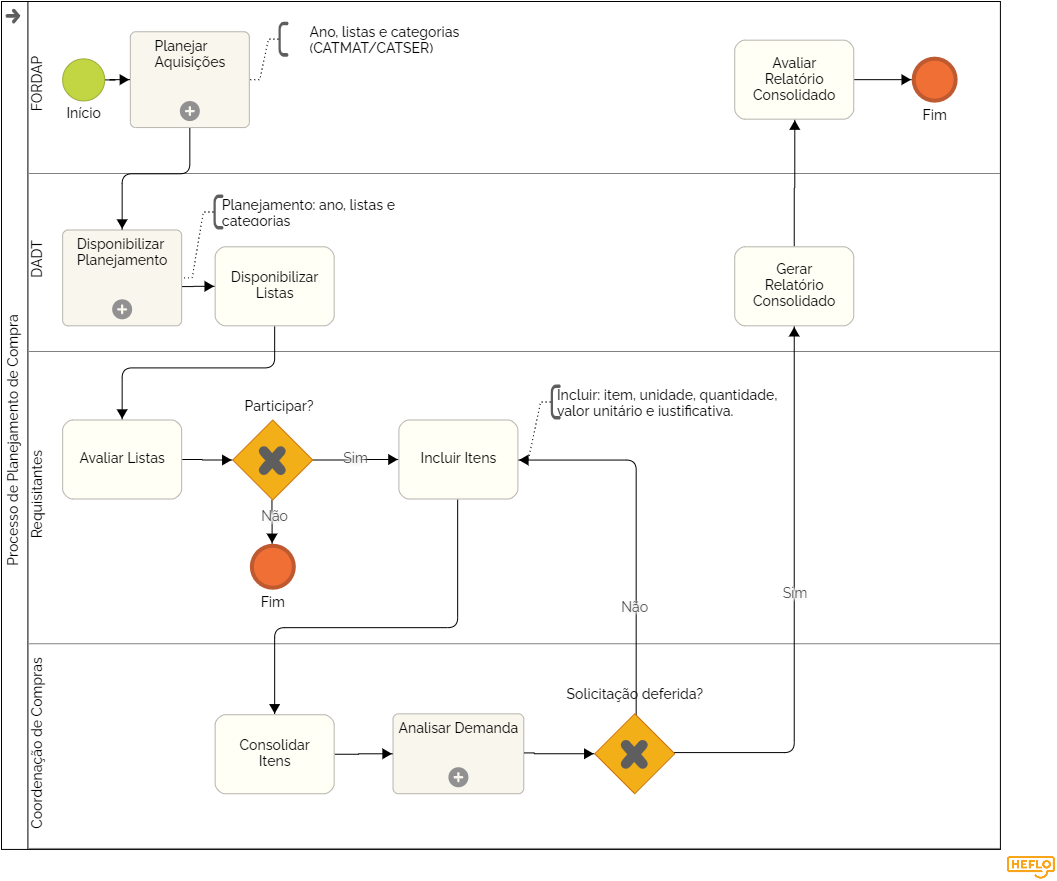 Processo de Planejamento de Compra
FORDAP
Início
Planejar
Aquisições
Ano, listas e categorias
(CATMAT/CATSER)
Avaliar
Relatório
Consolidado
Fim
DADT
Disponibilizar
Planejamento
Planejamento: ano, listas e
categorias
Disponibilizar
Listas
Gerar
Relatório
Consolidado
Requisitantes
Avaliar Listas
Participar?
Sim
Não
Fim
Incluir Itens
Incluir: item, unidade, quantidade,
valor unitário e justificativa.
Não
Sim
Coordenação de Compras
Consolidar
Itens
Analisar Demanda
Solicitação deferida?
HEFLO